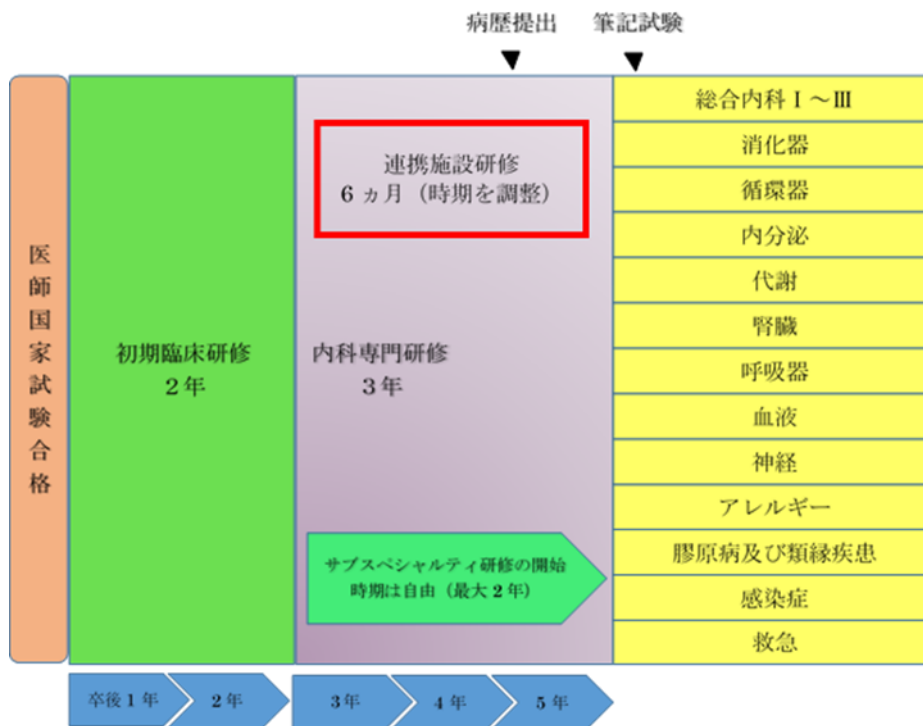 病歴提出
筆記試験
医師国家試験合格
初期臨床研修
2年
連携施設研修
6 ヵ月（時期を調整）
内科専門研修
3年
サブスペシャルティ研修の開始
時期は自由（最大 2 年）
総合内科 I ～III
消化器
循環器
内分泌
代謝
腎臓
呼吸器
血液
神経
アレルギー
膠原病及び類縁疾患
感染症
救急
卒後 1 年
2 年
3年
4 年
5 年